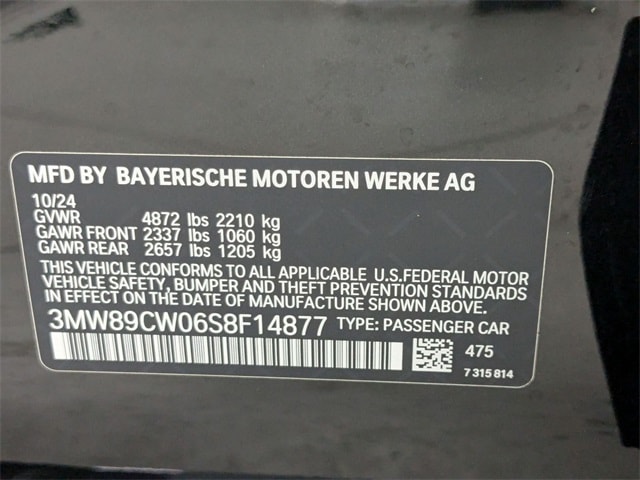 MFD BY BAYERISCHE MOTOREN WERKE AG
10/24
GVWR 4872 lbs 2210 kg
GAWR FRONT 2337 lbs 1060 kg
GAWR REAR 2657 lbs 1205 kg
THIS VEHICLE CONFORMS TO ALL APPLICABLE U.S.FEDERAL MOTOR
VEHICLE SAFETY, BUMPER AND THEFT PREVENTION STANDARDS
IN EFFECT ON THE DATE OF MANUFACTURE SHOWN ABOVE.
3MW89CW06S8F14877 TYPE: PASSENGER CAR
475
7 315 814